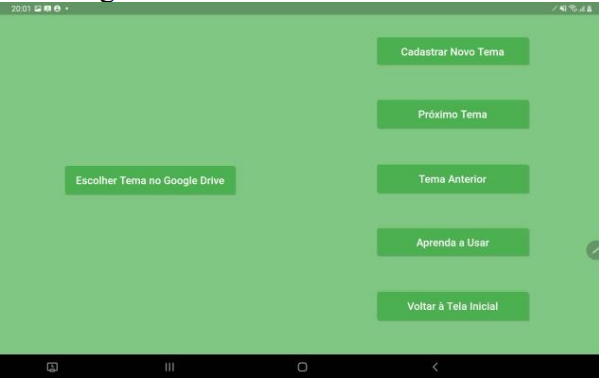 20:01
Cadastrar Novo Tema
Próximo Tema
Escolher Tema no Google Drive
Tema Anterior
Aprenda a Usar
Voltar à Tela Inicial